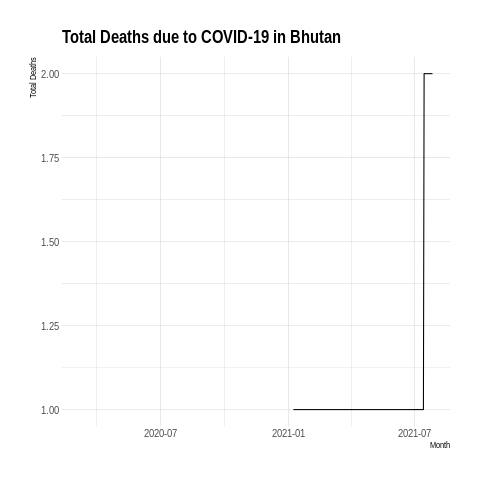 Total Deaths due to COVID-19 in Bhutan
Total Deaths
2.00
1.75
1.50
1.25
1.00
2020-07 2021-01 2021-07
Month